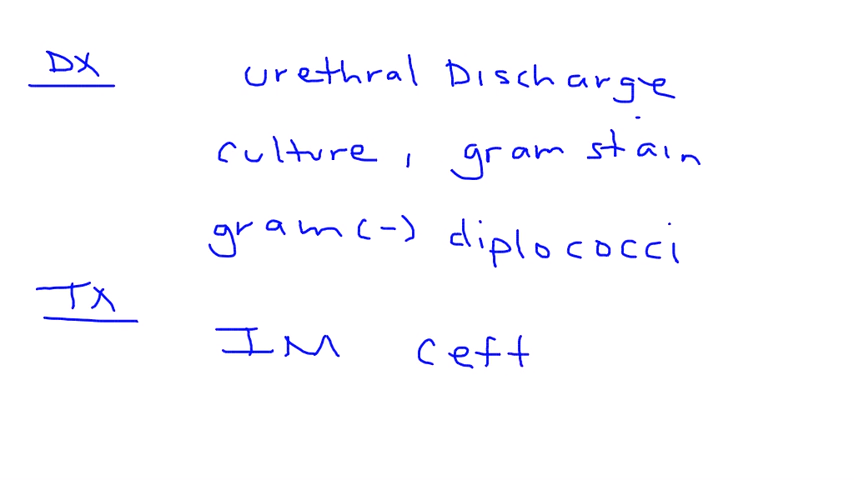 DX urethral Discharge
culture, gram stain
gram (-) diplococci
TX
IM ceft